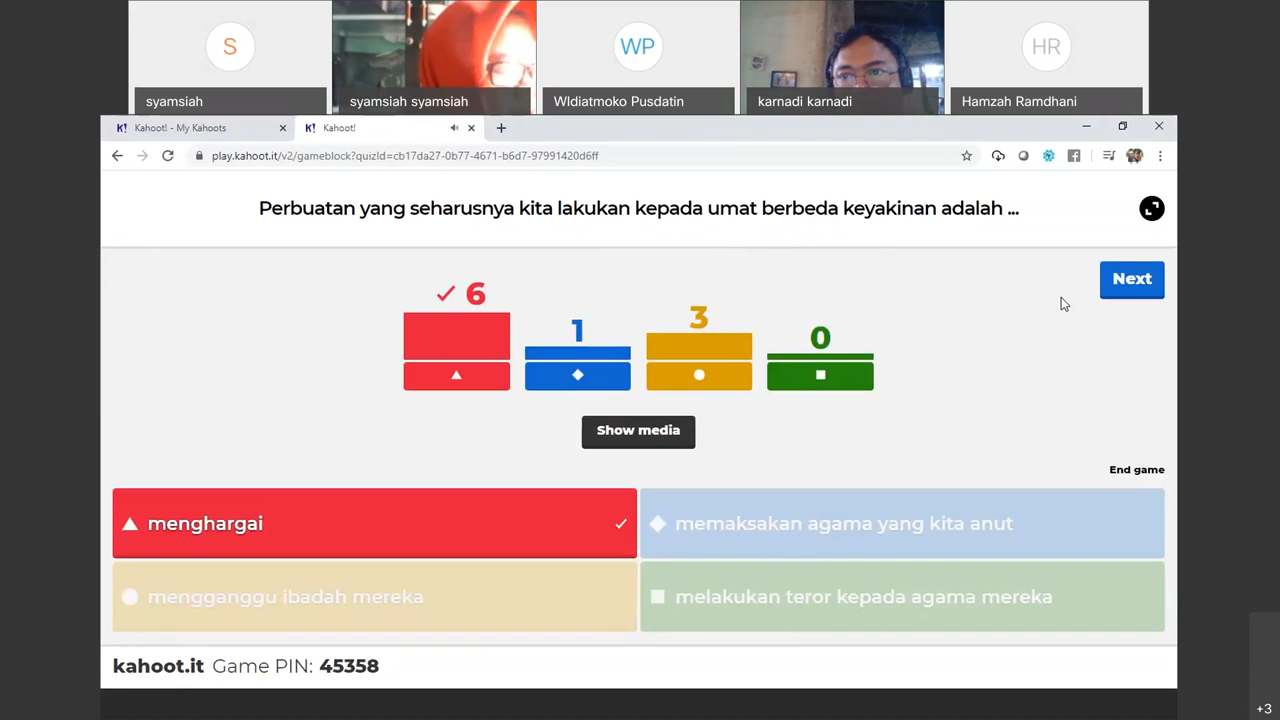 S
WP
HR
syamsiah
syamsiah syamsiah
WIdiatmoko Pusdatin
karnadi karnadi
Hamzah Ramdhani
K! Kahoot! - My Kahoots
K! Kahoot!
play.kahoot.it/v2/gameblock?quizId=cb17da27-0b77-4671-b6d7-97991420d6ff
Perbuatan yang seharusnya kita lakukan kepada umat berbeda keyakinan adalah ...
Next
6
1
3
0
Show media
End game
menghargai
memaksakan agama yang kita anut
mengganggu ibadah mereka
melakukan teror kepada agama mereka
kahoot.it Game PIN: 45358
+3